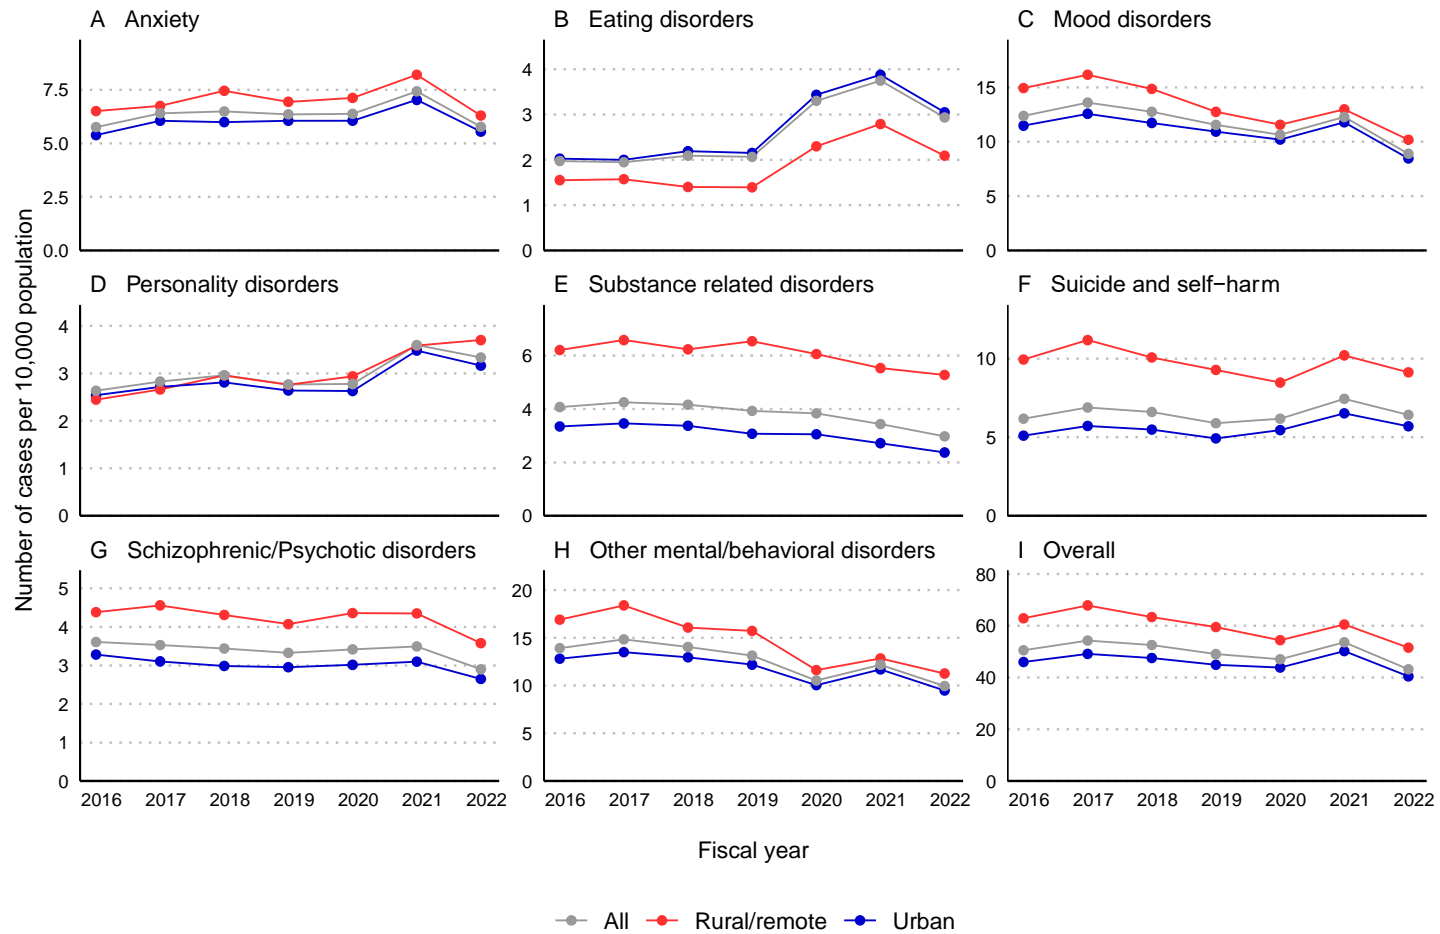 A Anxiety
B Eating disorders
C Mood disorders
7.5
5.0
2.5
0.0
4
3
2
1
0
15
10
5
0
D Personality disorders
E Substance related disorders
F Suicide and self−harm
4
3
2
1
0
6
4
2
0
10
5
0
G Schizophrenic/Psychotic disorders
H Other mental/behavioral disorders
I Overall
5
4
3
2
1
0
20
15
10
5
0
80
60
40
20
0
2016 2017 2018 2019 2020 2021 2022
2016 2017 2018 2019 2020 2021 2022
2016 2017 2018 2019 2020 2021 2022
Number of cases per 10,000 population
Fiscal year
All Rural/remote Urban